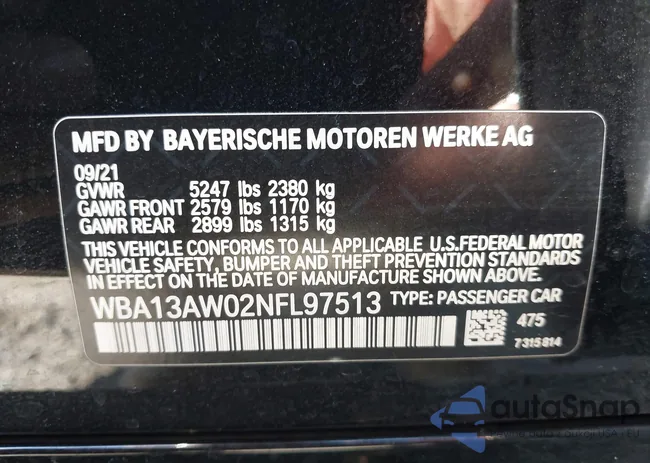 MFD BY BAYERISCHE MOTOREN WERKE AG
09/21
GVWR 5247 lbs 2380 kg
GAWR FRONT 2579 lbs 1170 kg
GAWR REAR 2899 lbs 1315 kg
THIS VEHICLE CONFORMS TO ALL APPLICABLE U.S.FEDERAL MOTOR
VEHICLE SAFETY, BUMPER AND THEFT PREVENTION STANDARDS
IN EFFECT ON THE DATE OF MANUFACTURE SHOWN ABOVE.
WBA13AW02NFL97513 TYPE: PASSENGER CAR
475
7315814
autoSnap